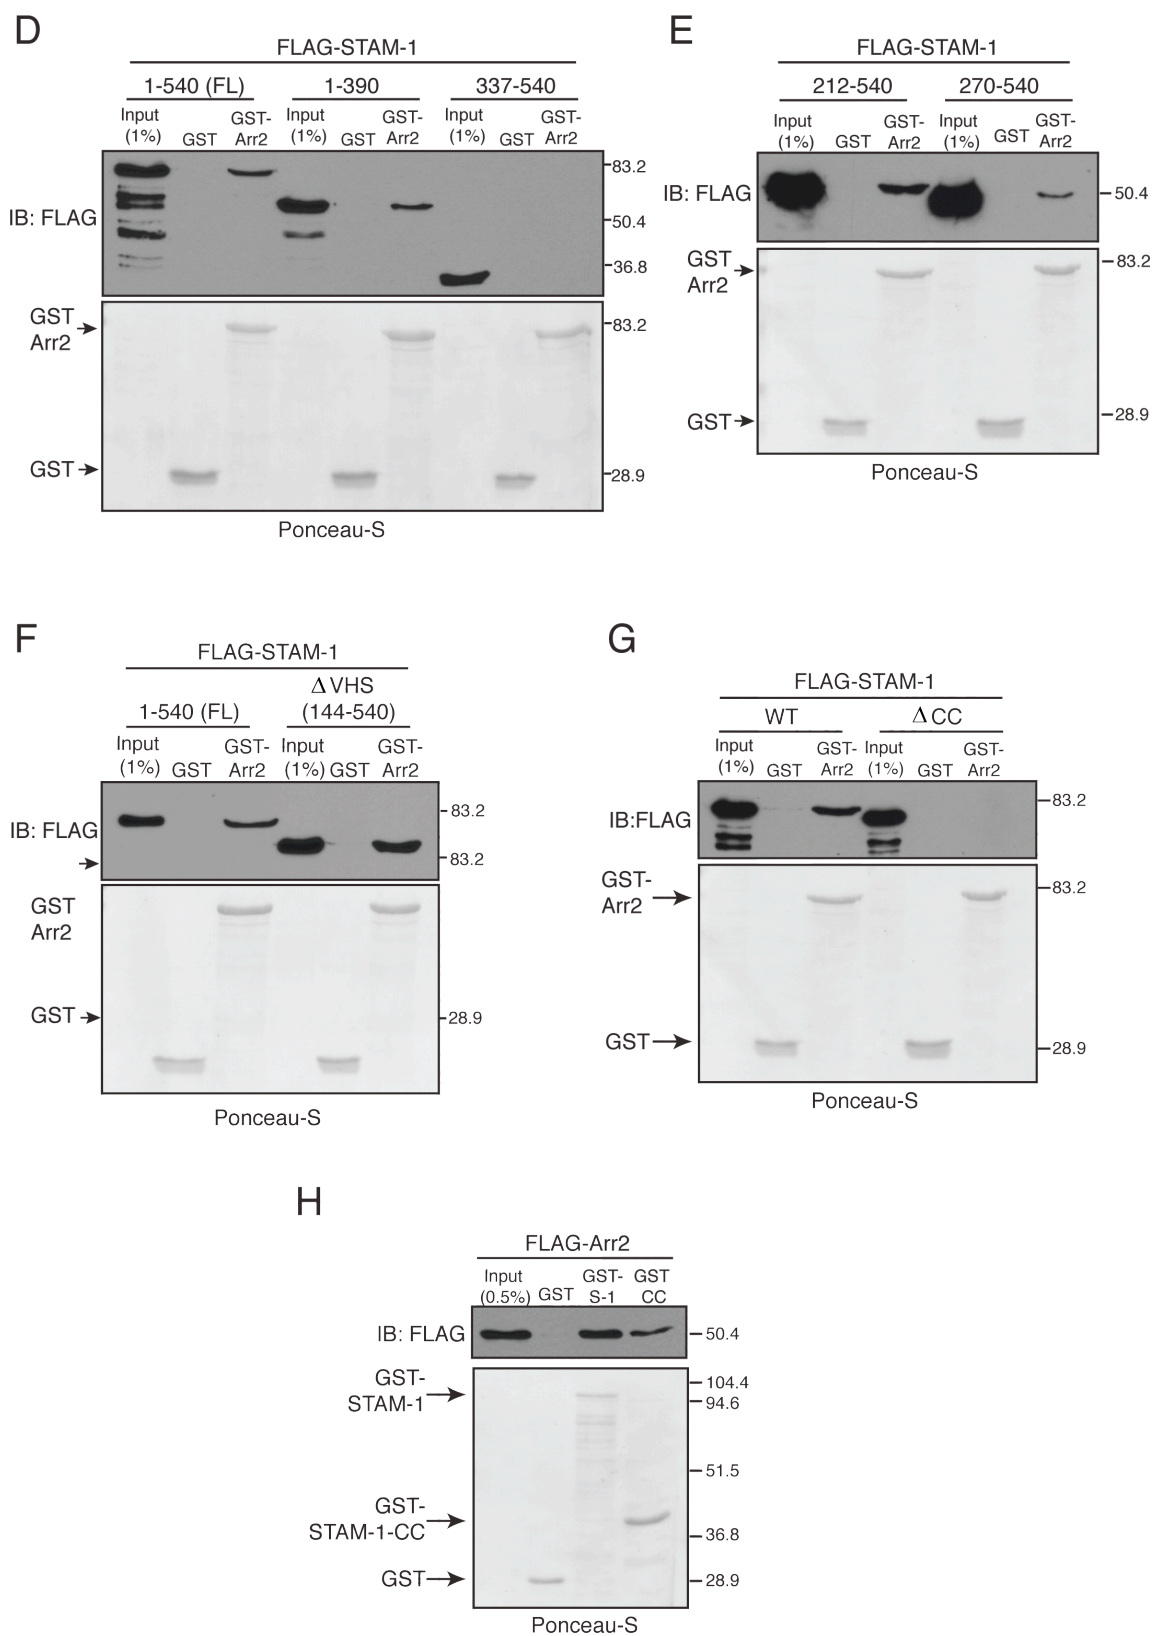 D
FLAG-STAM-1
1-540 (FL) 1-390 337-540
Input (1%) GST GST-Arr2 Input (1%) GST GST-Arr2 Input (1%) GST GST-Arr2
IB: FLAG
83.2
50.4
36.8
GST Arr2
83.2
GST
28.9
Ponceau-S
E
FLAG-STAM-1
212-540 270-540
Input (1%) GST GST-Arr2 Input (1%) GST GST-Arr2
IB: FLAG
50.4
GST Arr2
83.2
GST
28.9
Ponceau-S
F
FLAG-STAM-1
1-540 (FL) Δ VHS (144-540)
Input (1%) GST GST-Arr2 Input (1%) GST GST-Arr2
IB: FLAG
83.2
83.2
GST Arr2
GST
28.9
Ponceau-S
G
FLAG-STAM-1
WT Δ CC
Input (1%) GST GST-Arr2 Input (1%) GST GST-Arr2
IB:FLAG
83.2
GST-Arr2
83.2
GST
28.9
Ponceau-S
H
FLAG-Arr2
Input (0.5%) GST GST-S-1 GST CC
IB: FLAG
50.4
GST-STAM-1
104.4
94.6
51.5
GST-STAM-1-CC
36.8
GST
28.9
Ponceau-S